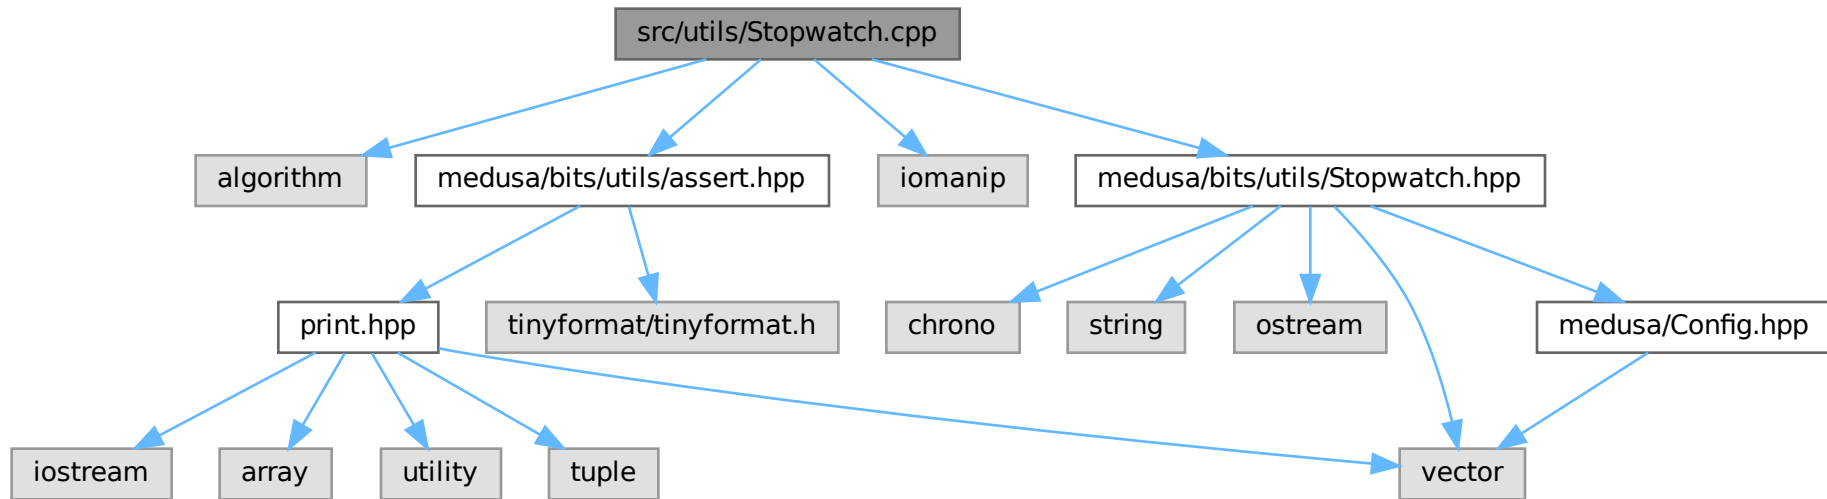 src/utils/Stopwatch.cpp
algorithm
medusa/bits/utils/assert.hpp
iomanip
medusa/bits/utils/Stopwatch.hpp
print.hpp
tinyformat/tinyformat.h
chrono
string
ostream
medusa/Config.hpp
iostream
array
utility
tuple
vector